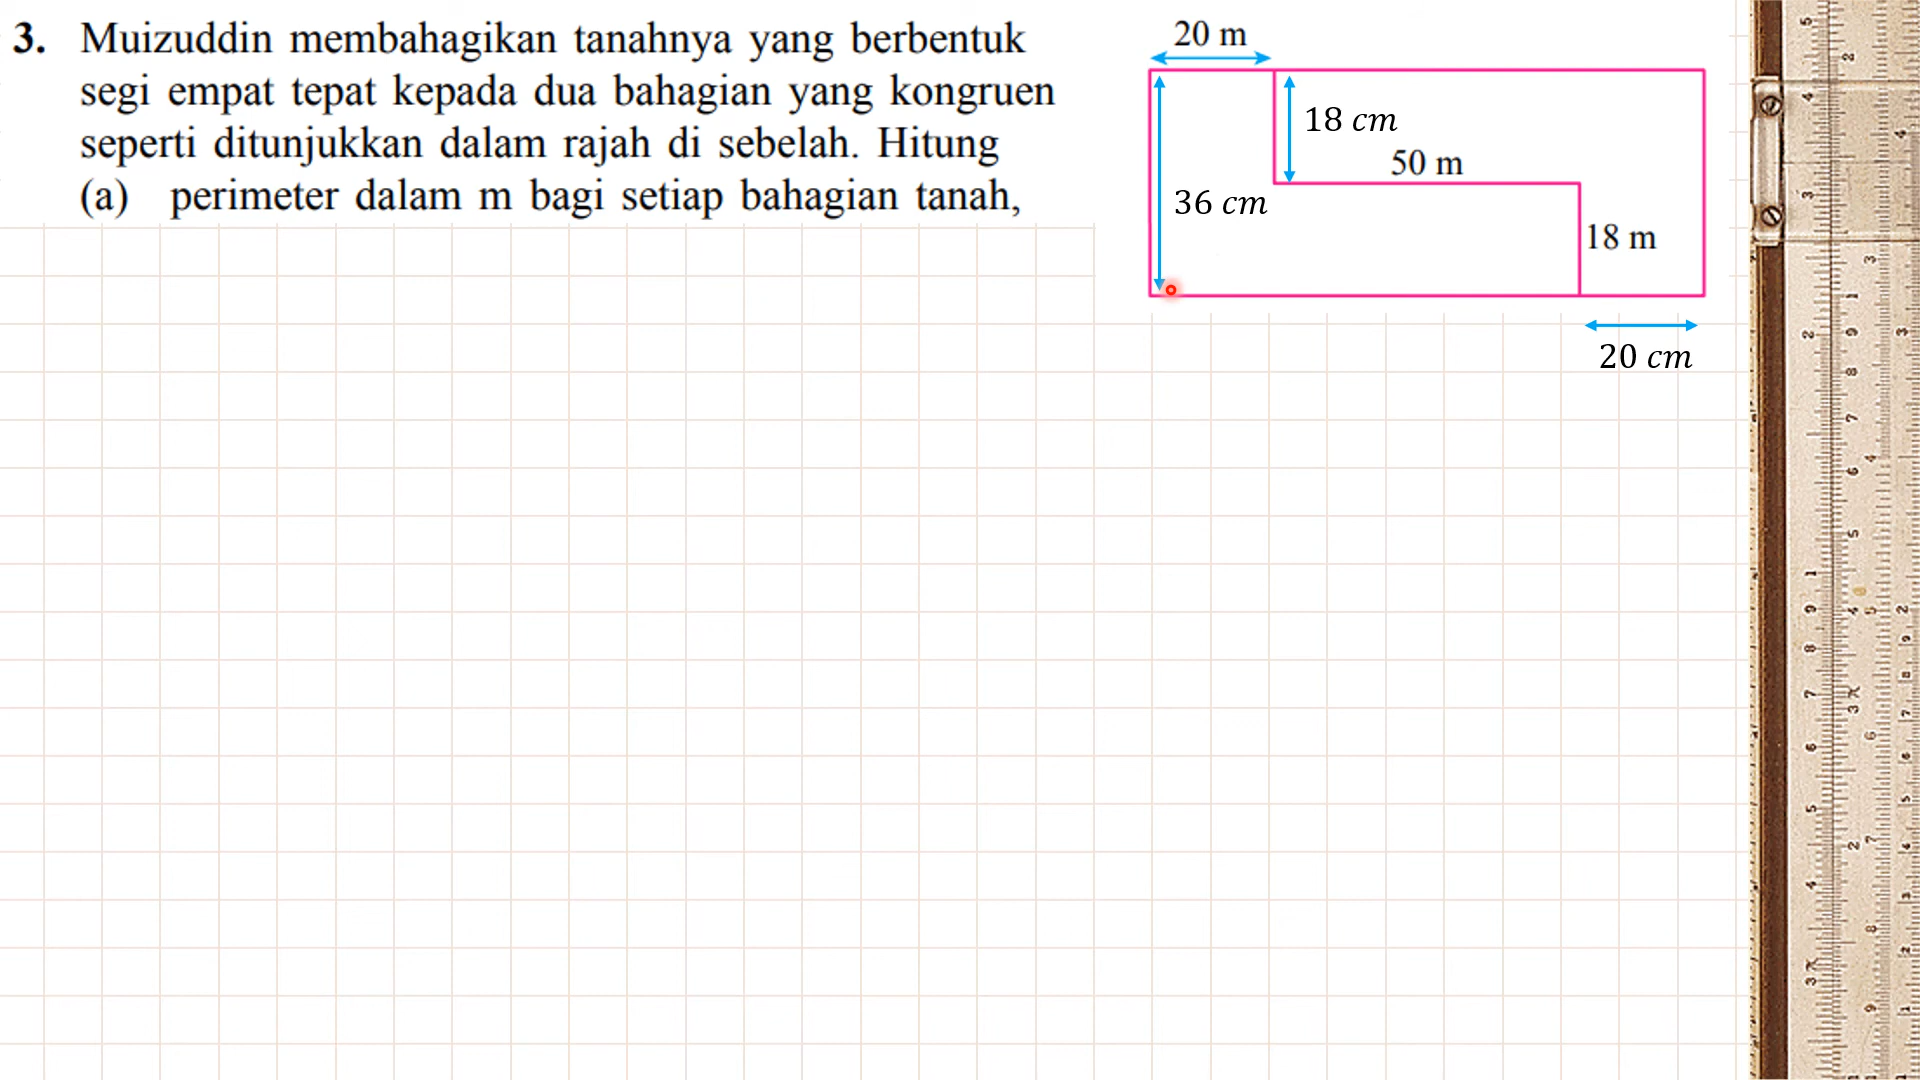 3. Muizuddin membahagikan tanahnya yang berbentuk
segi empat tepat kepada dua bahagian yang kongruen
seperti ditunjukkan dalam rajah di sebelah. Hitung
(a) perimeter dalam m bagi setiap bahagian tanah,
20 m
18 cm
50 m
36 cm
18 m
20 cm